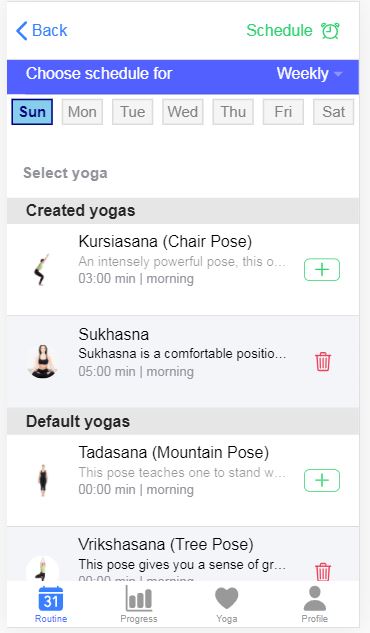 Back Schedule
Choose schedule for Weekly
Sun Mon Tue Wed Thu Fri Sat
Select yoga
Created yogas
Kursiasana (Chair Pose)
An intensely powerful pose, this o...
03:00 min | morning
Sukhasna
Sukhasna is a comfortable positio...
05:00 min | morning
Default yogas
Tadasana (Mountain Pose)
This pose teaches one to stand w...
00:00 min | morning
Vrikshasana (Tree Pose)
This pose gives you a sense of gr...
00:00 min | morning
31
Routine Progress Yoga Profile